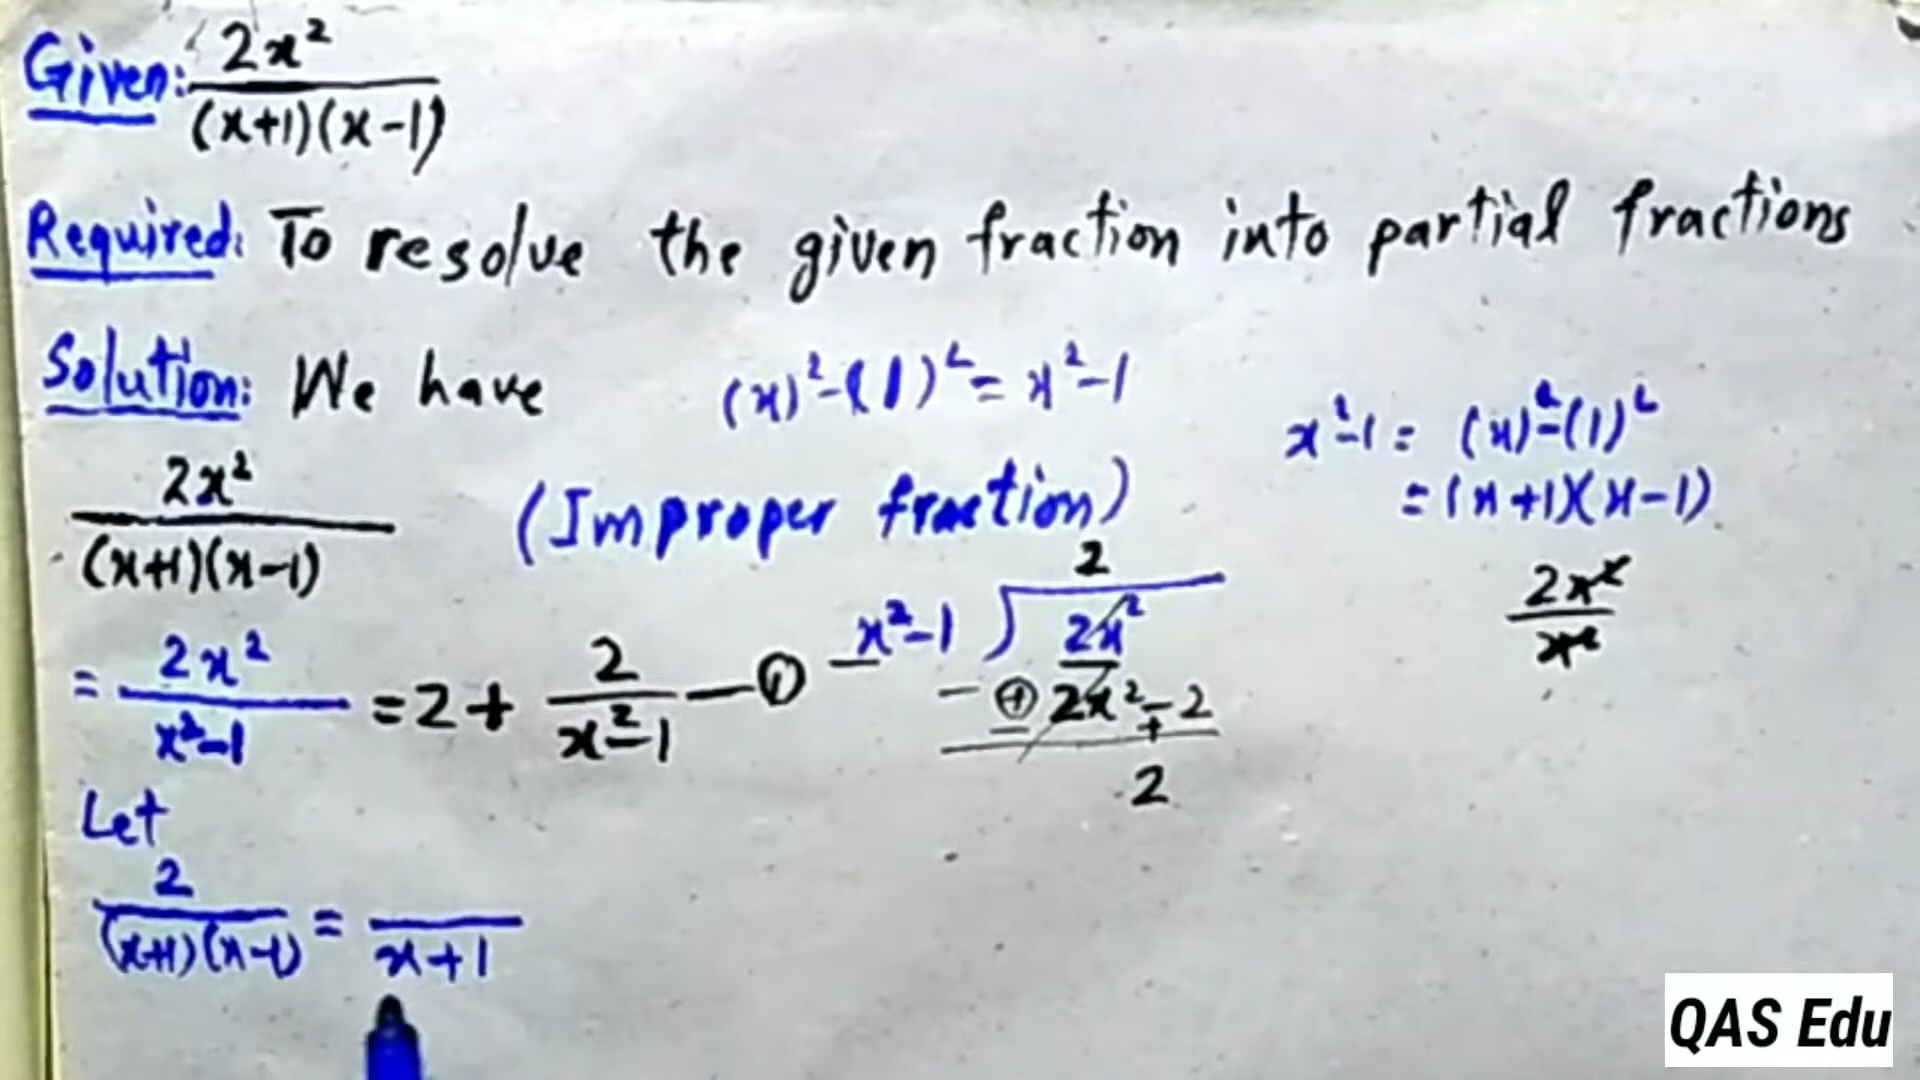 Given: 2x²
(x+1)(x-1)
Required: To resolve the given fraction into partial fractions
Solution: We have (x)²-(1)² = x²-1
x²-1 = (x)²-(1)²
= (x+1)(x-1)
2x²
(x+1)(x-1)
(Improper fraction)
2x²
x²
= 2x²
x²-1
= 2 + 2
x²-1
— ①
2
x²-1 ) 2x²
- ⊕ 2x² - 2
- +
2
Let
2
(x+1)(x-1)
=
x+1
QAS Edu